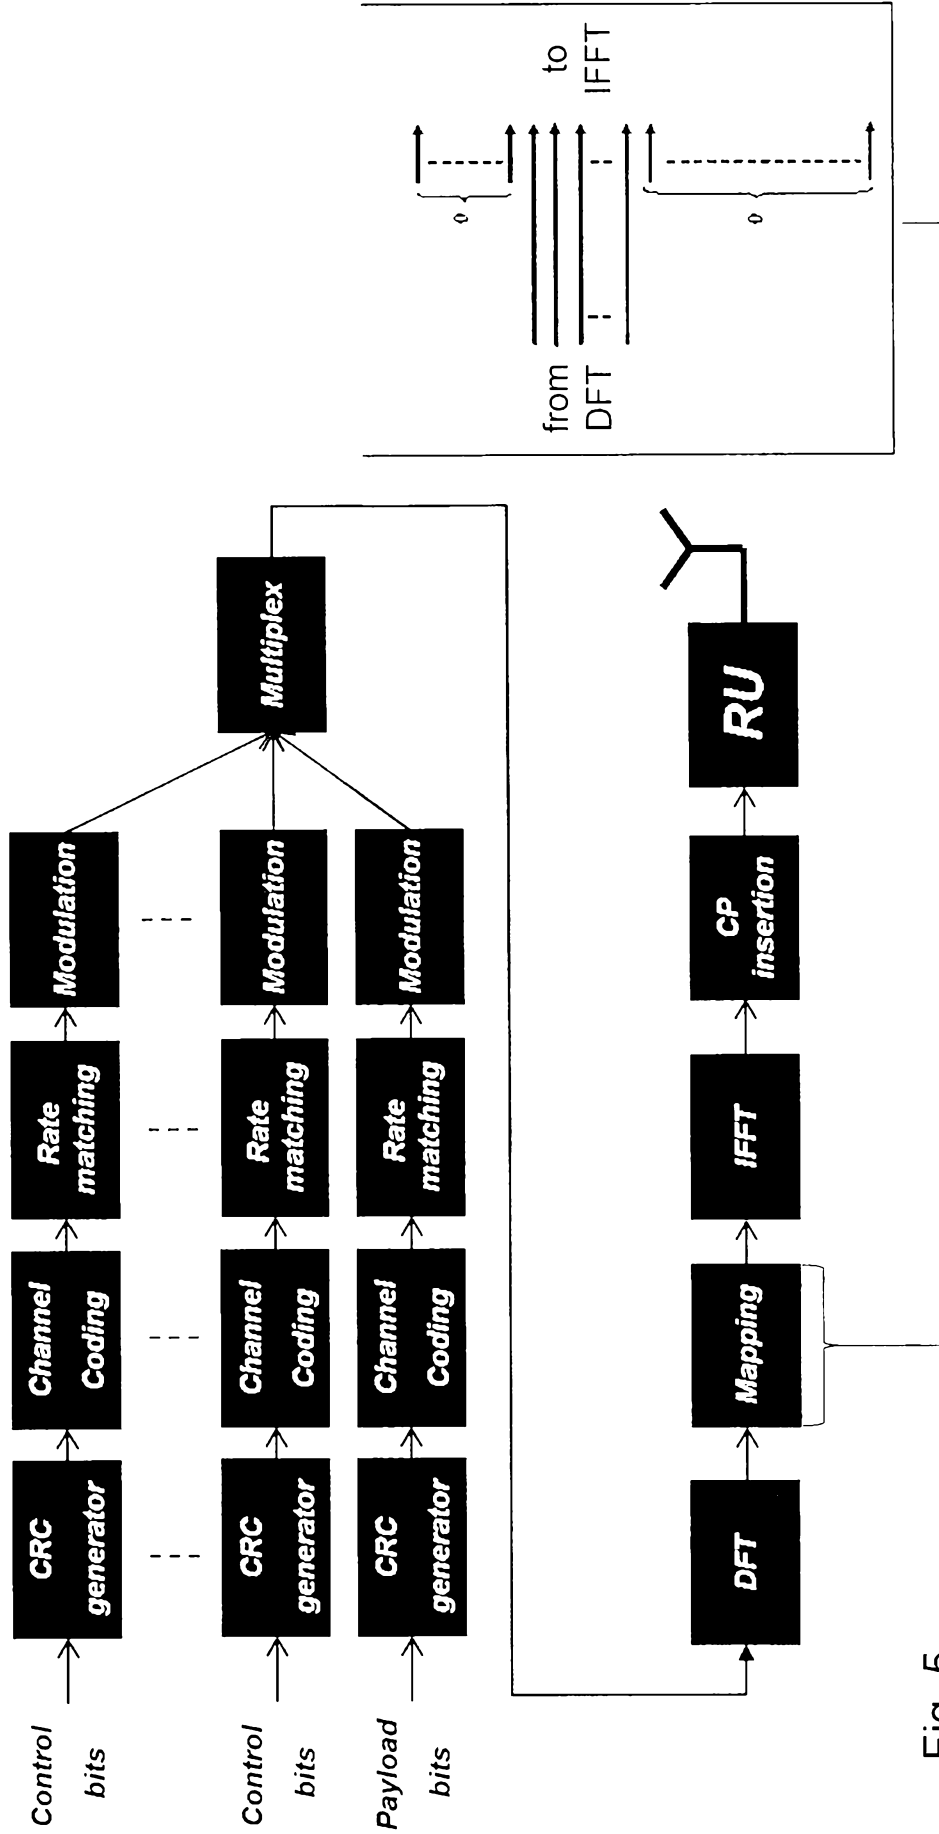 Control
bits
CRC
generator
Channel
Coding
Rate
matching
Modulation
Control
bits
CRC
generator
Channel
Coding
Rate
matching
Modulation
Payload
bits
CRC
generator
Channel
Coding
Rate
matching
Modulation
Multiplex
DFT
Mapping
IFFT
CP
insertion
RU
from
DFT
0
0
to
IFFT
Fig. 5